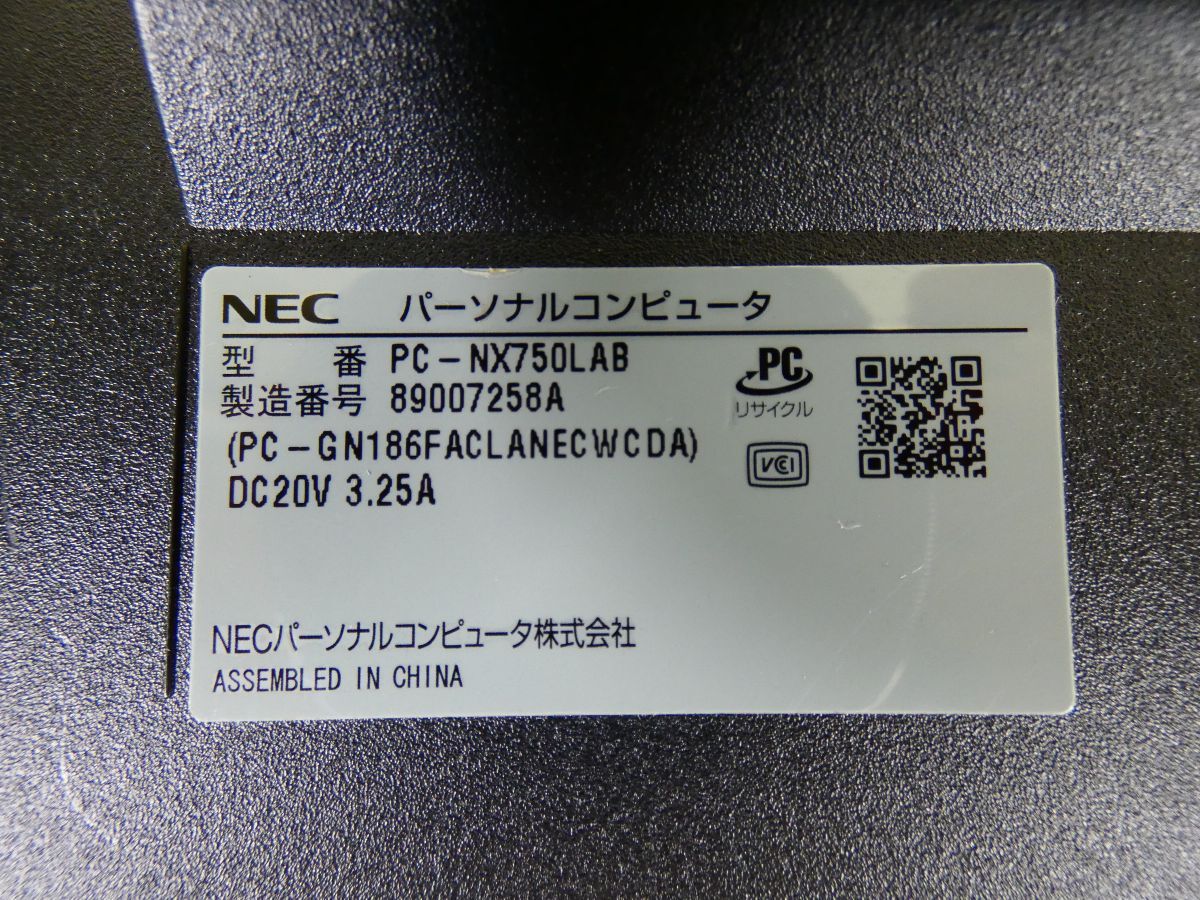 NEC パーソナルコンピュータ
型 番 PC-NX750LAB
製造番号 89007258A
(PC-GN186FACLANECWCDA)
DC20V 3.25A
PC
リサイクル
VCCI
NECパーソナルコンピュータ株式会社
ASSEMBLED IN CHINA